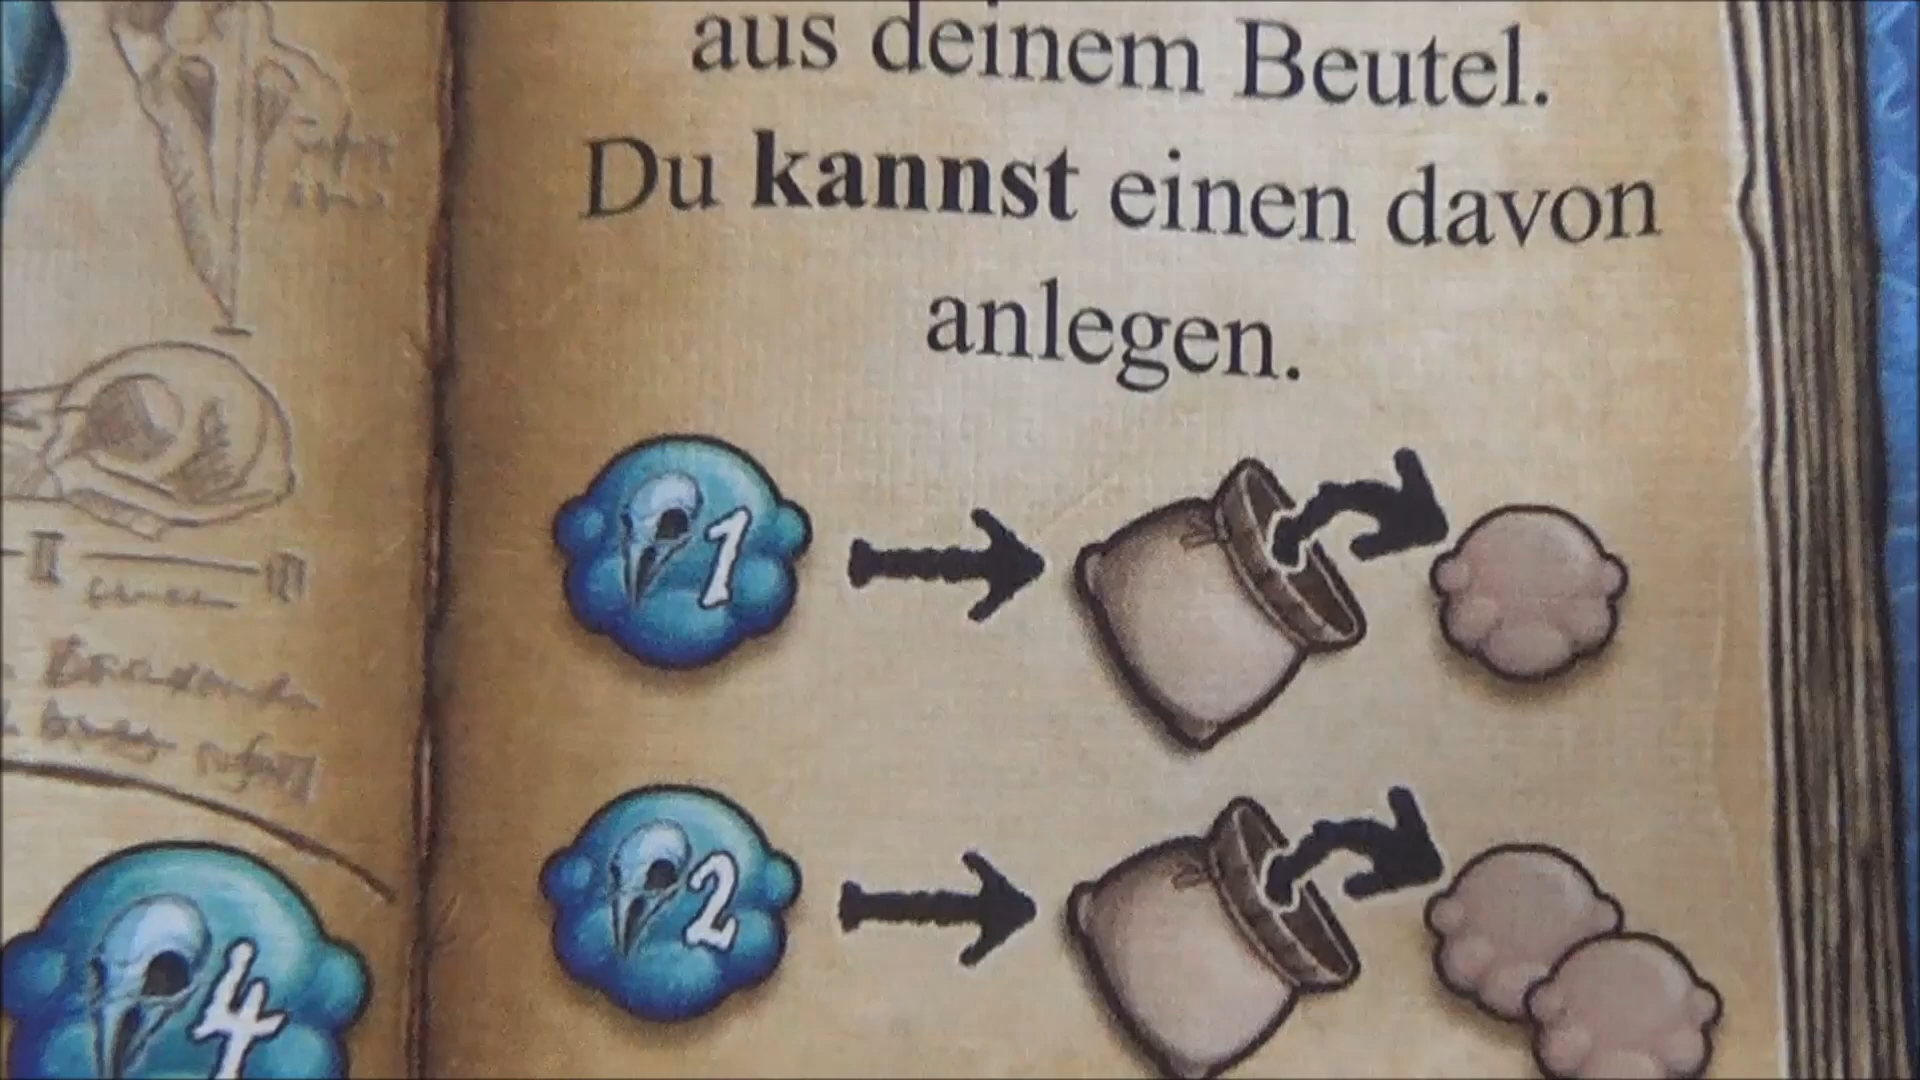 aus deinem Beutel.
Du kannst einen davon
anlegen.
1
2
4